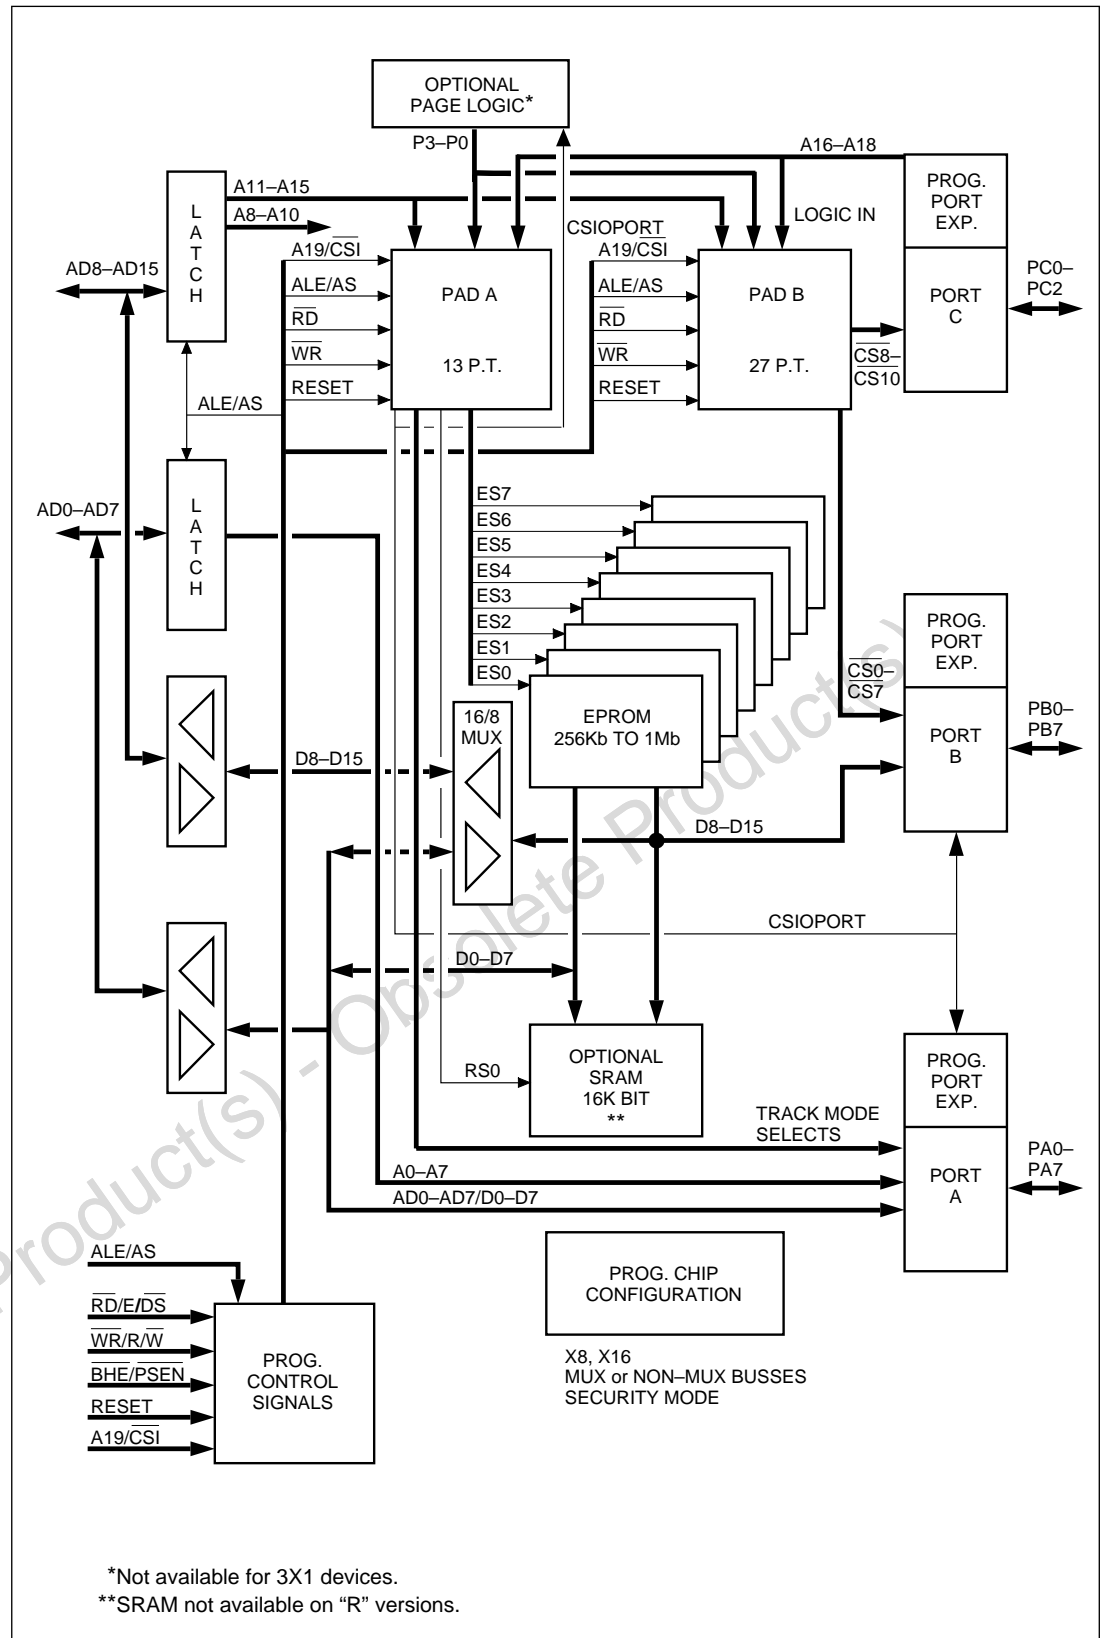 OPTIONAL
PAGE LOGIC*
P3–P0
A16–A18
PROG.
PORT
EXP.
LOGIC IN
PORT
C
PC0–
PC2
LATCH
A11–A15
A8–A10
AD8–AD15
A19/CSI
ALE/AS
RD
WR
RESET
PAD A
13 P.T.
CSIOPORT
A19/CSI
ALE/AS
RD
WR
RESET
PAD B
27 P.T.
CS8–
CS10
ALE/AS
LATCH
AD0–AD7
ES7
ES6
ES5
ES4
ES3
ES2
ES1
ES0
EPROM
256Kb TO 1Mb
PROG.
PORT
EXP.
CS0–
CS7
PORT
B
PB0–
PB7
16/8
MUX
D8–D15
D8–D15
CSIOPORT
D0–D7
RS0
OPTIONAL
SRAM
16K BIT
**
PROG.
PORT
EXP.
TRACK MODE
SELECTS
PORT
A
PA0–
PA7
A0–A7
AD0–AD7/D0–D7
ALE/AS
RD/E/DS
WR/R/W
BHE/PSEN
RESET
A19/CSI
PROG.
CONTROL
SIGNALS
PROG. CHIP
CONFIGURATION
X8, X16
MUX or NON–MUX BUSSES
SECURITY MODE
*Not available for 3X1 devices.
**SRAM not available on “R” versions.
Product(s) - Obsolete Product(s)